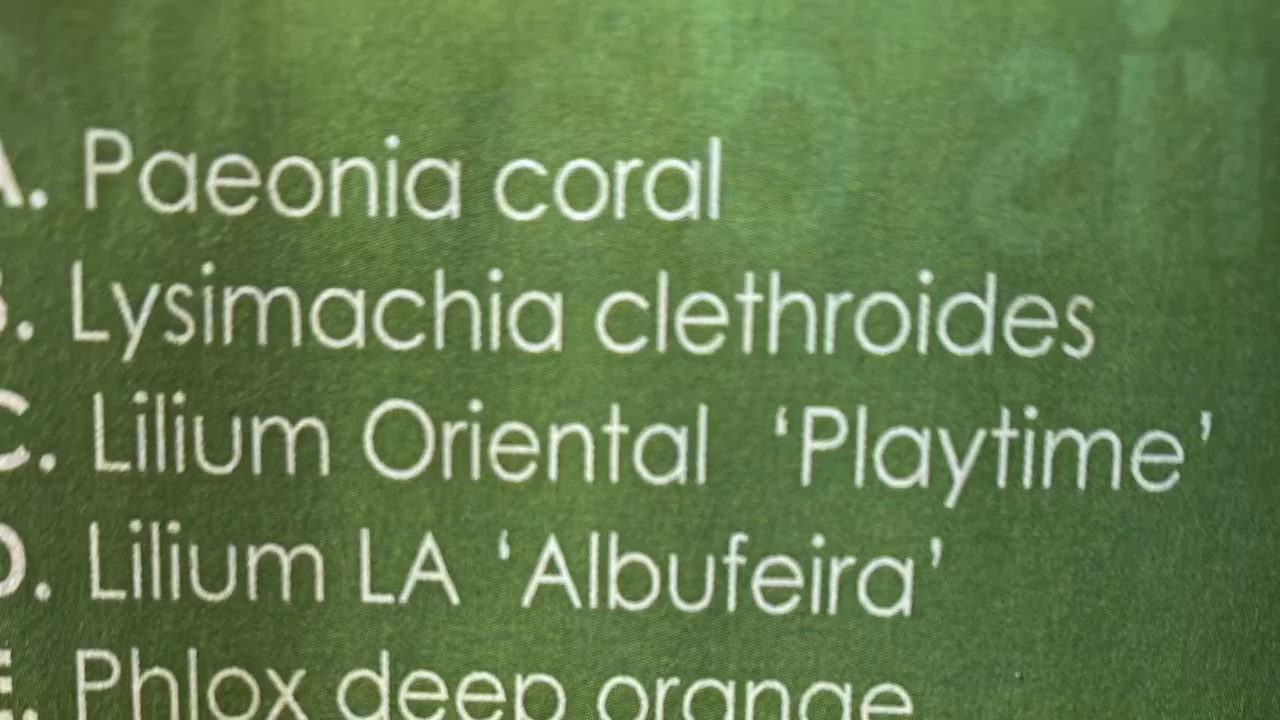 A. Paeonia coral
B. Lysimachia clethroides
C. Lilium Oriental 'Playtime'
D. Lilium LA 'Albufeira'
E. Phlox deep orange